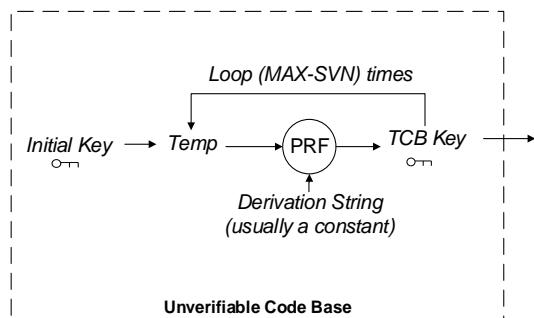 Loop (MAX-SVN) times
Initial Key
Temp
PRF
TCB Key
Derivation String
(usually a constant)
Unverifiable Code Base